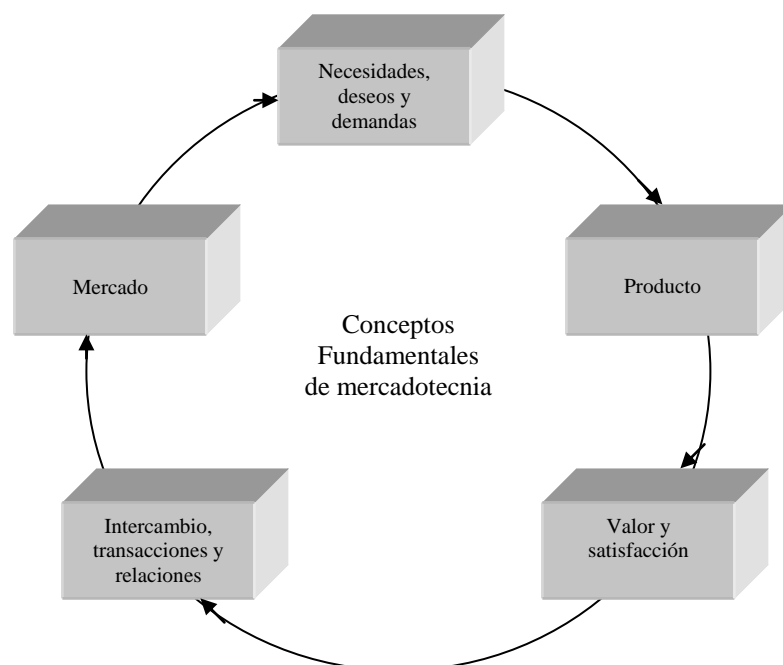 Necesidades,
deseos y
demandas
Mercado
Producto
Conceptos
Fundamentales
de mercadotecnia
Intercambio,
transacciones y
relaciones
Valor y
satisfacción